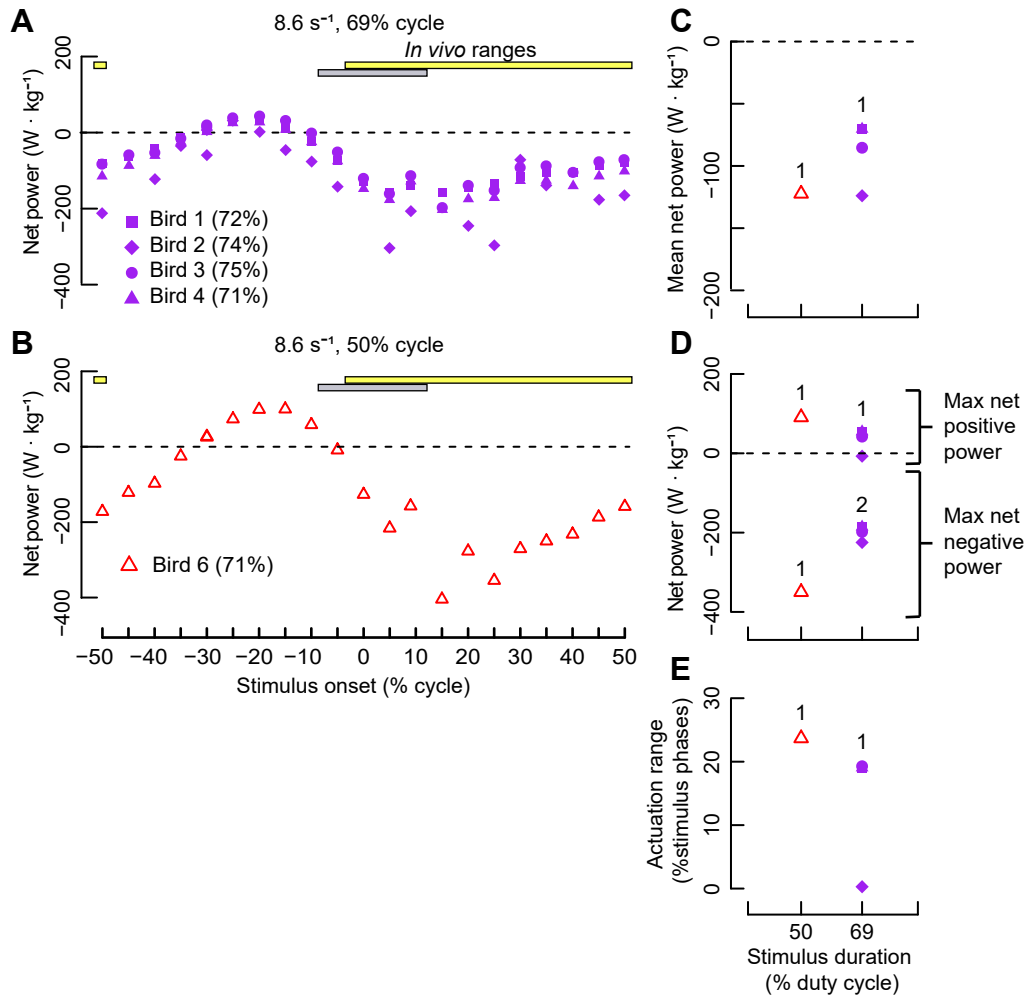 A
8.6 s⁻¹, 69% cycle
In vivo ranges
Net power (W · kg⁻¹)
200
0
−200
−400
Bird 1 (72%)
Bird 2 (74%)
Bird 3 (75%)
Bird 4 (71%)
B
8.6 s⁻¹, 50% cycle
Net power (W · kg⁻¹)
200
0
−200
−400
Bird 6 (71%)
−50 −30 −10 0 10 20 30 40 50
−40 −20
Stimulus onset (% cycle)
C
Mean net power (W · kg⁻¹)
0
−100
−200
1
1
D
Net power (W · kg⁻¹)
200
0
−200
−400
1
1
2
1
Max net
positive
power
Max net
negative
power
E
Actuation range
(%stimulus phases)
30
20
10
0
1
1
50 69
Stimulus duration
(% duty cycle)